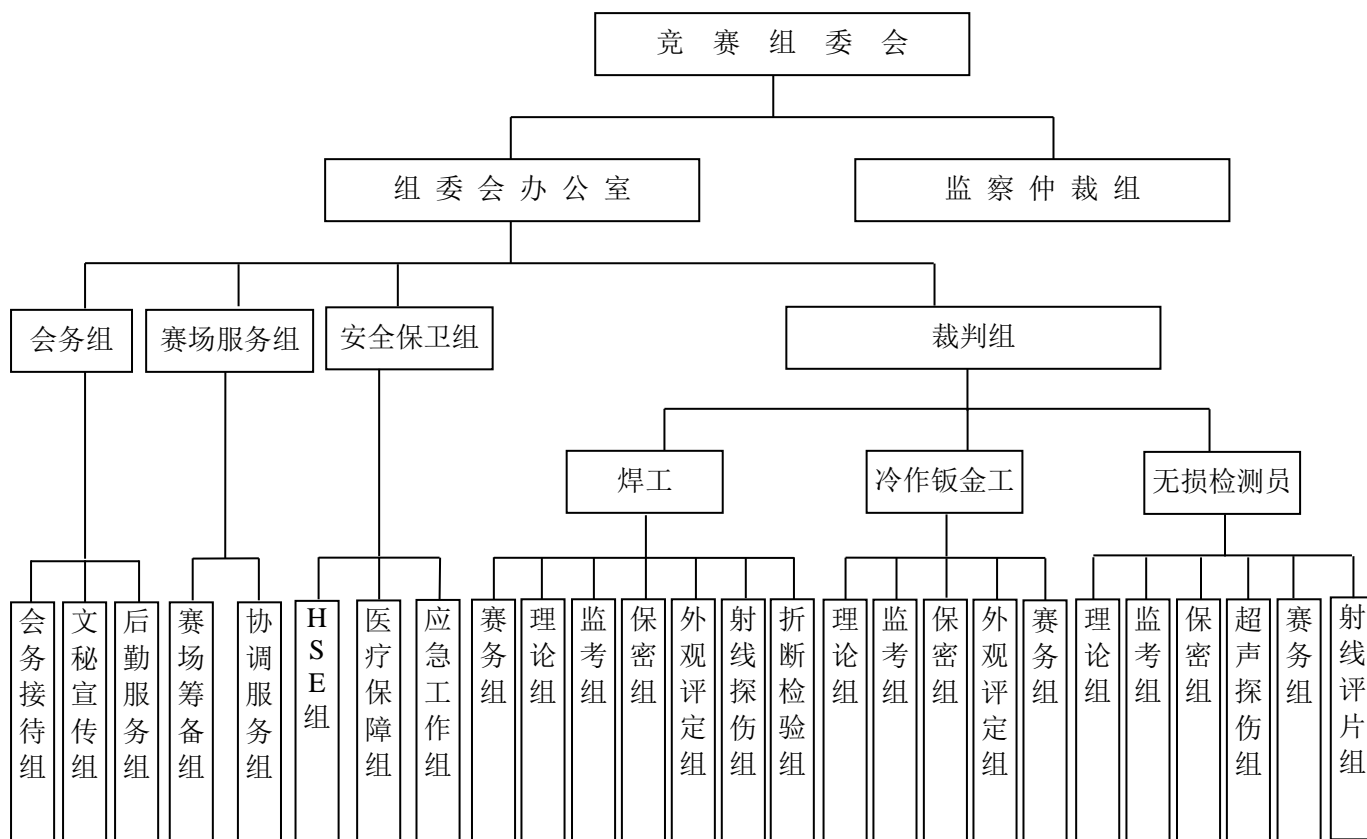 竞赛组委会
组委会办公室
监察仲裁组
会务组
赛场服务组
安全保卫组
裁判组
焊工
冷作钣金工
无损检测员
会务接待组
文秘宣传组
后勤服务组
赛场筹备组
协调服务组
HSE组
医疗保障组
应急工作组
赛务组
理论组
监考组
保密组
外观评定组
射线探伤组
折断检验组
理论组
监考组
保密组
外观评定组
赛务组
理论组
监考组
保密组
超声探伤组
赛务组
射线评片组